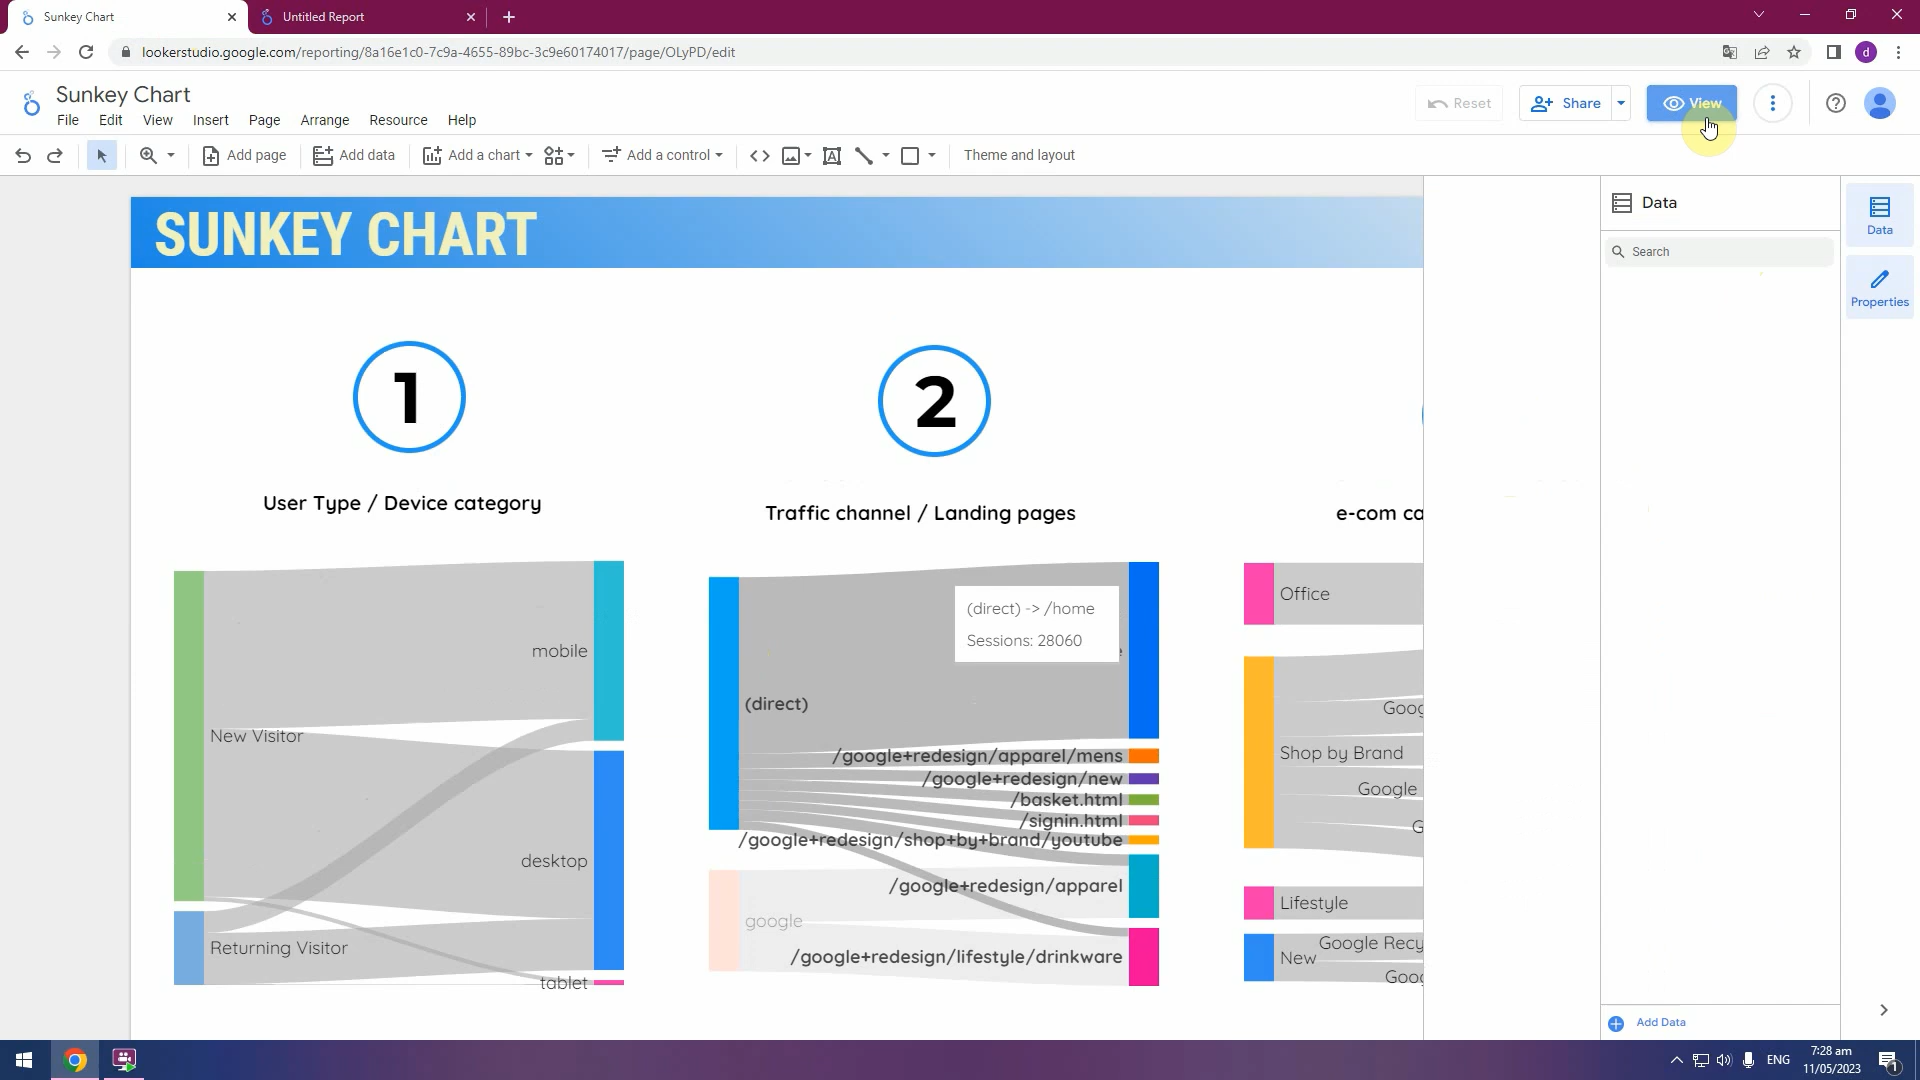 Sunkey Chart
Untitled Report
lookerstudio.google.com/reporting/8a16e1c0-7c9a-4655-89bc-3c9e60174017/page/OLyPD/edit
d
Sunkey Chart
Reset
Share
View
File Edit View Insert Page Arrange Resource Help
Add page
Add data
Add a chart
Add a control
Theme and layout
SUNKEY CHART
Data
Search
Data
Properties
1
2
User Type / Device category
Traffic channel / Landing pages
e-com ca
mobile
New Visitor
desktop
Returning Visitor
tablet
(direct) -> /home
Sessions: 28060
(direct)
/google+redesign/apparel/mens
/google+redesign/new
/basket.html
/signin.html
/google+redesign/shop+by+brand/youtube
/google+redesign/apparel
google
/google+redesign/lifestyle/drinkware
Office
Goog
Shop by Brand
Google
G
Lifestyle
Google Recy
New
Goog
Add Data
ENG
7:28 am
11/05/2023
1